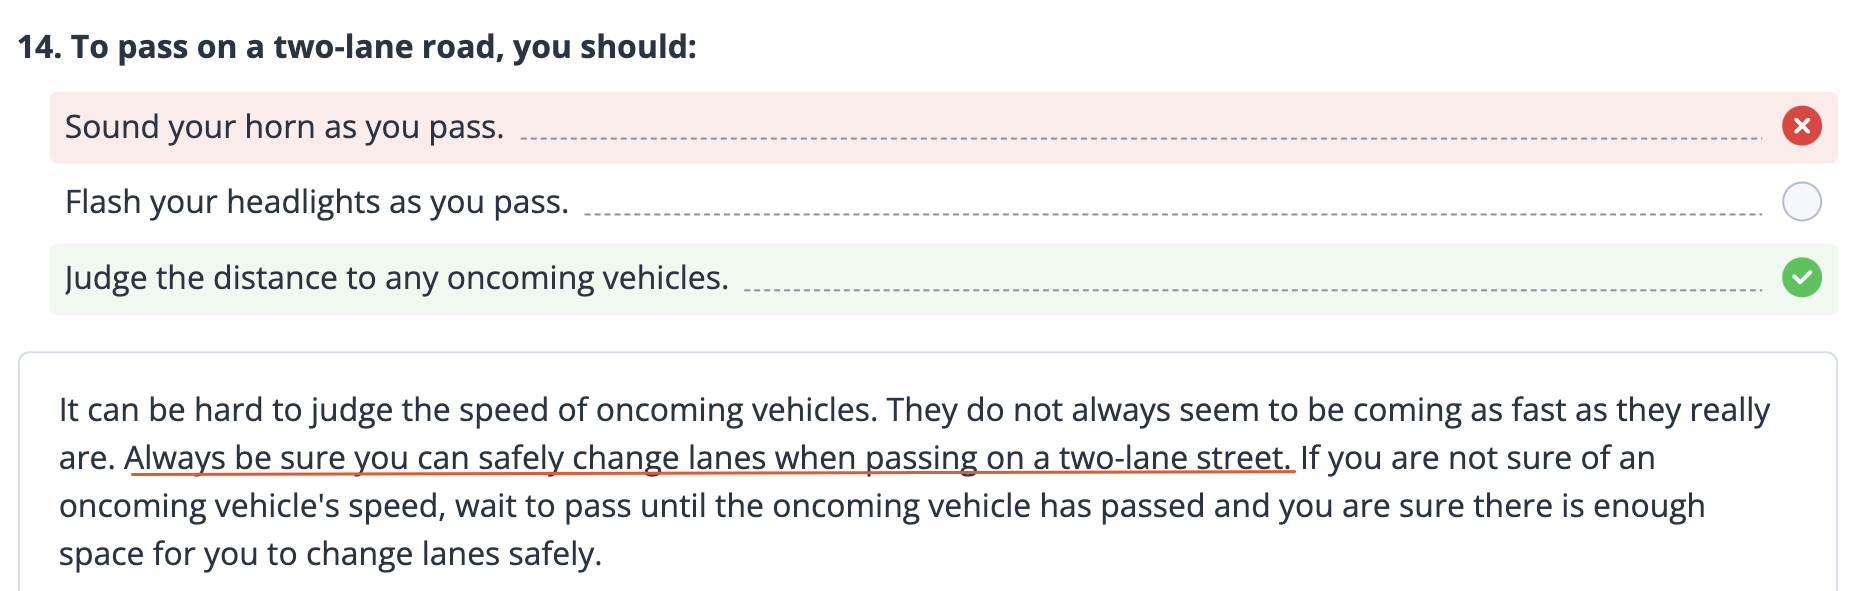 14. To pass on a two-lane road, you should:
Sound your horn as you pass.
Flash your headlights as you pass.
Judge the distance to any oncoming vehicles.
It can be hard to judge the speed of oncoming vehicles. They do not always seem to be coming as fast as they really
are. Always be sure you can safely change lanes when passing on a two-lane street. If you are not sure of an
oncoming vehicle's speed, wait to pass until the oncoming vehicle has passed and you are sure there is enough
space for you to change lanes safely.